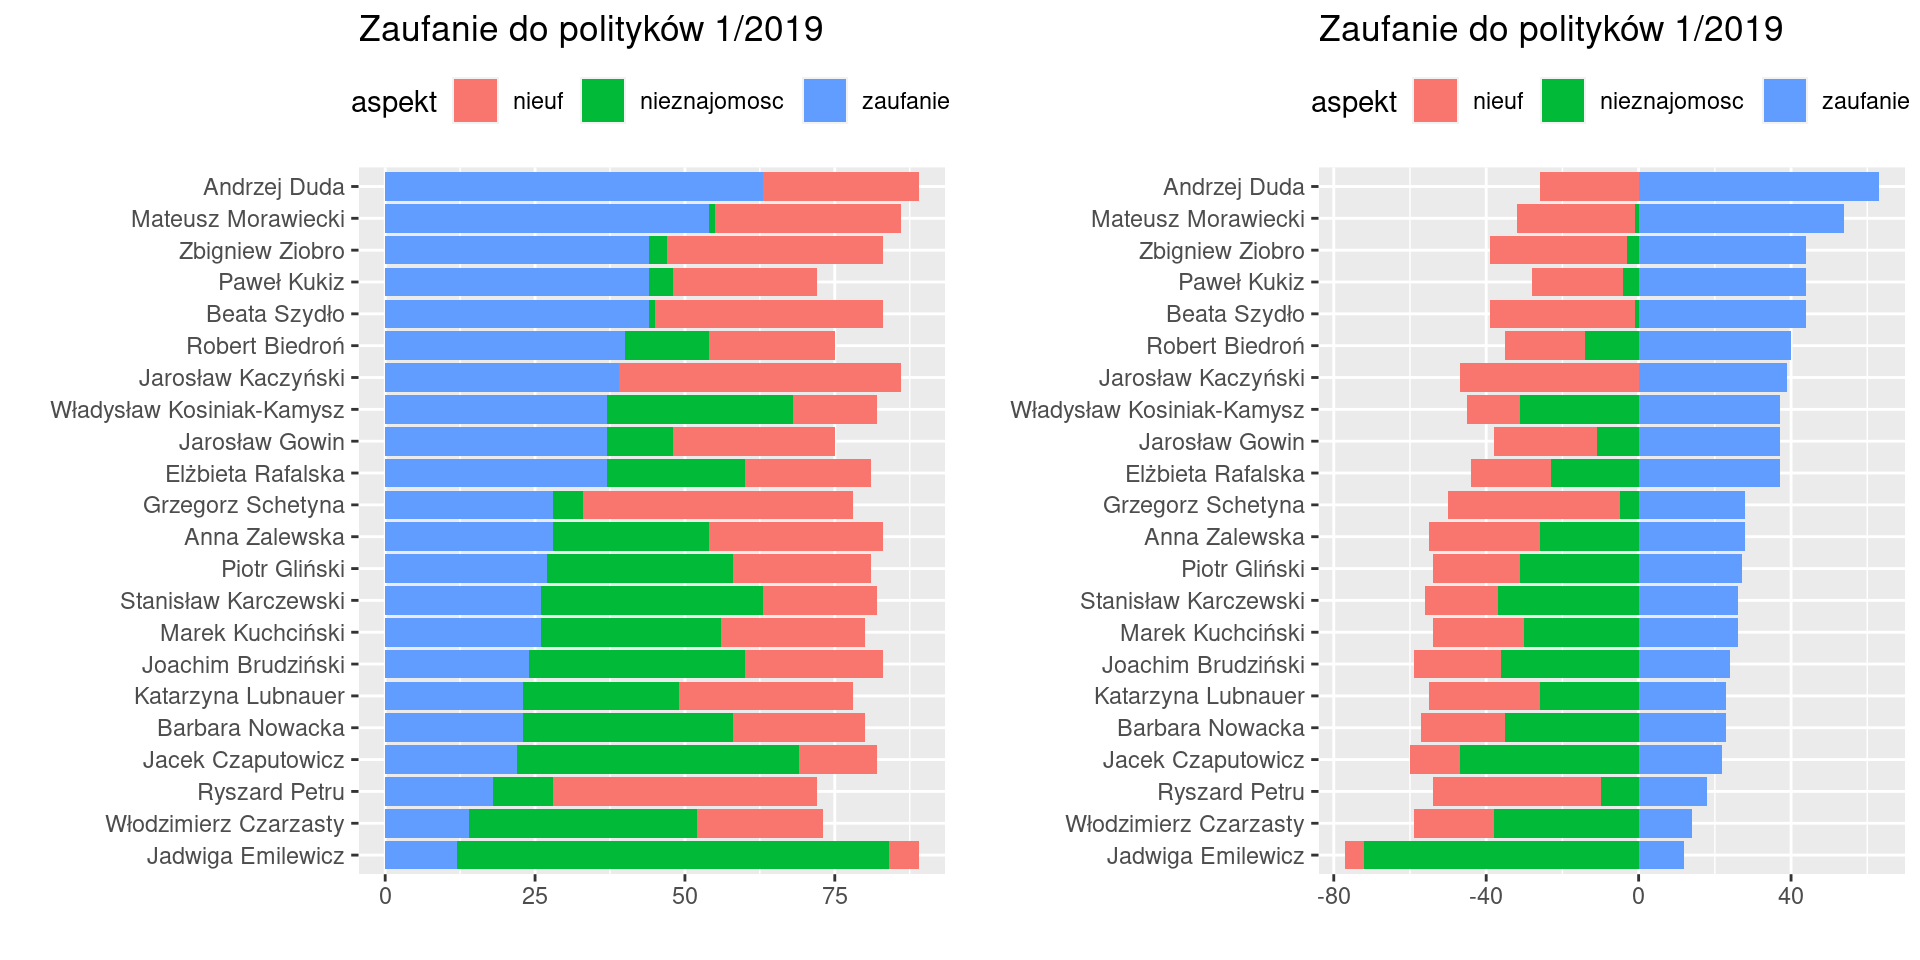 Zaufanie do polityków 1/2019
aspekt nieuf nieznajomosc zaufanie
Andrzej Duda
Mateusz Morawiecki
Zbigniew Ziobro
Paweł Kukiz
Beata Szydło
Robert Biedroń
Jarosław Kaczyński
Władysław Kosiniak-Kamysz
Jarosław Gowin
Elżbieta Rafalska
Grzegorz Schetyna
Anna Zalewska
Piotr Gliński
Stanisław Karczewski
Marek Kuchciński
Joachim Brudziński
Katarzyna Lubnauer
Barbara Nowacka
Jacek Czaputowicz
Ryszard Petru
Włodzimierz Czarzasty
Jadwiga Emilewicz
0 25 50 75
Zaufanie do polityków 1/2019
aspekt nieuf nieznajomosc zaufanie
Andrzej Duda
Mateusz Morawiecki
Zbigniew Ziobro
Paweł Kukiz
Beata Szydło
Robert Biedroń
Jarosław Kaczyński
Władysław Kosiniak-Kamysz
Jarosław Gowin
Elżbieta Rafalska
Grzegorz Schetyna
Anna Zalewska
Piotr Gliński
Stanisław Karczewski
Marek Kuchciński
Joachim Brudziński
Katarzyna Lubnauer
Barbara Nowacka
Jacek Czaputowicz
Ryszard Petru
Włodzimierz Czarzasty
Jadwiga Emilewicz
-80 -40 0 40